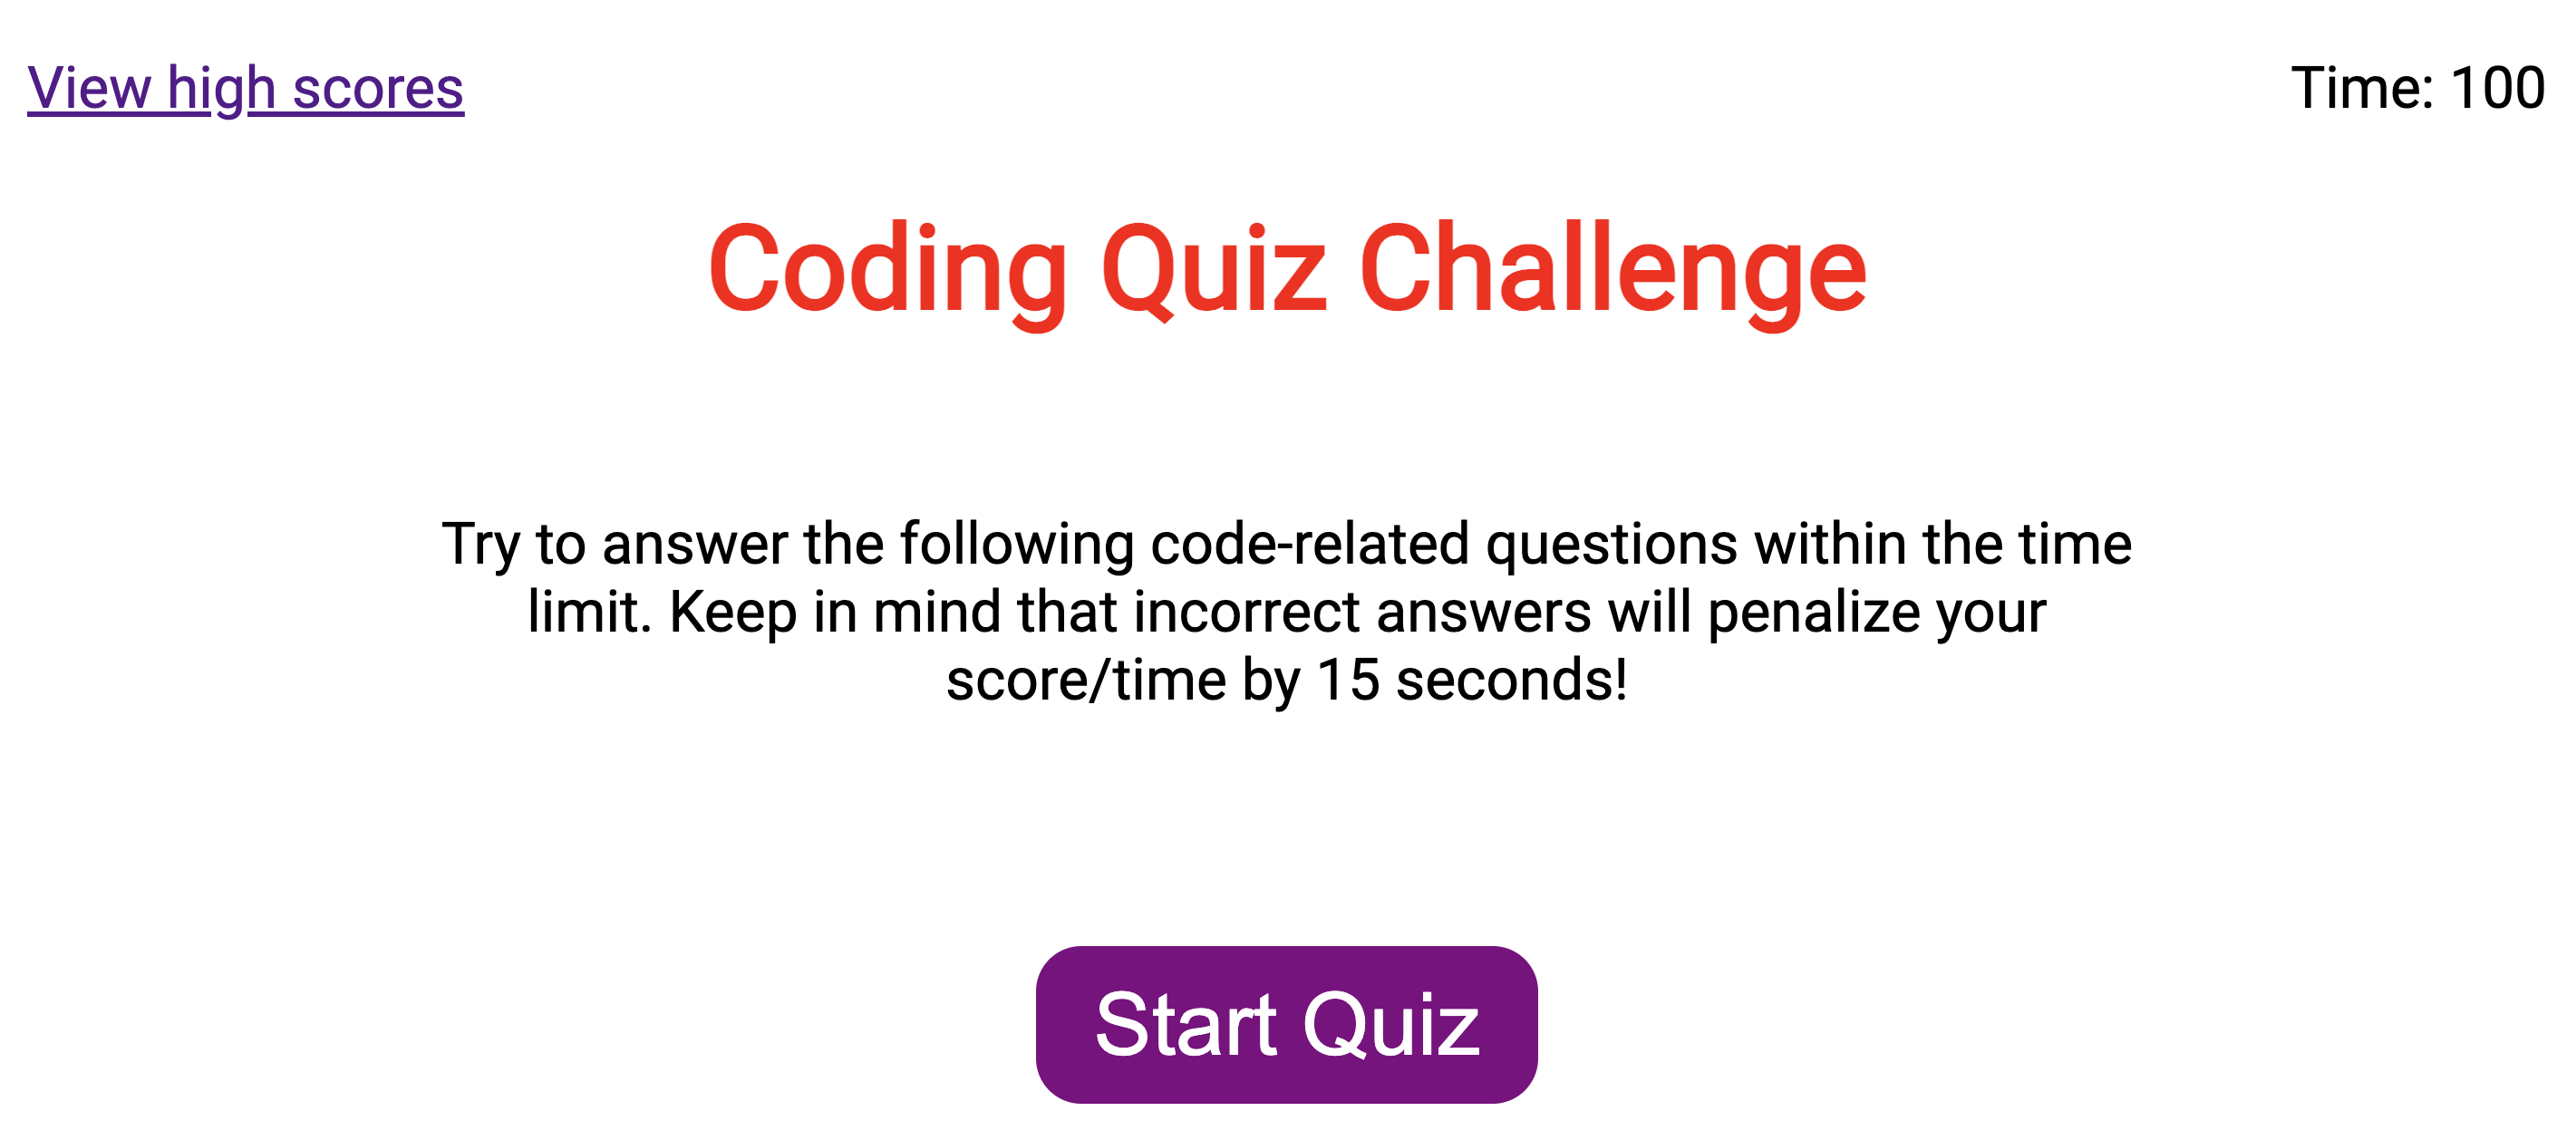 View high scores
Time: 100
Coding Quiz Challenge
Try to answer the following code-related questions within the time
limit. Keep in mind that incorrect answers will penalize your
score/time by 15 seconds!
Start Quiz